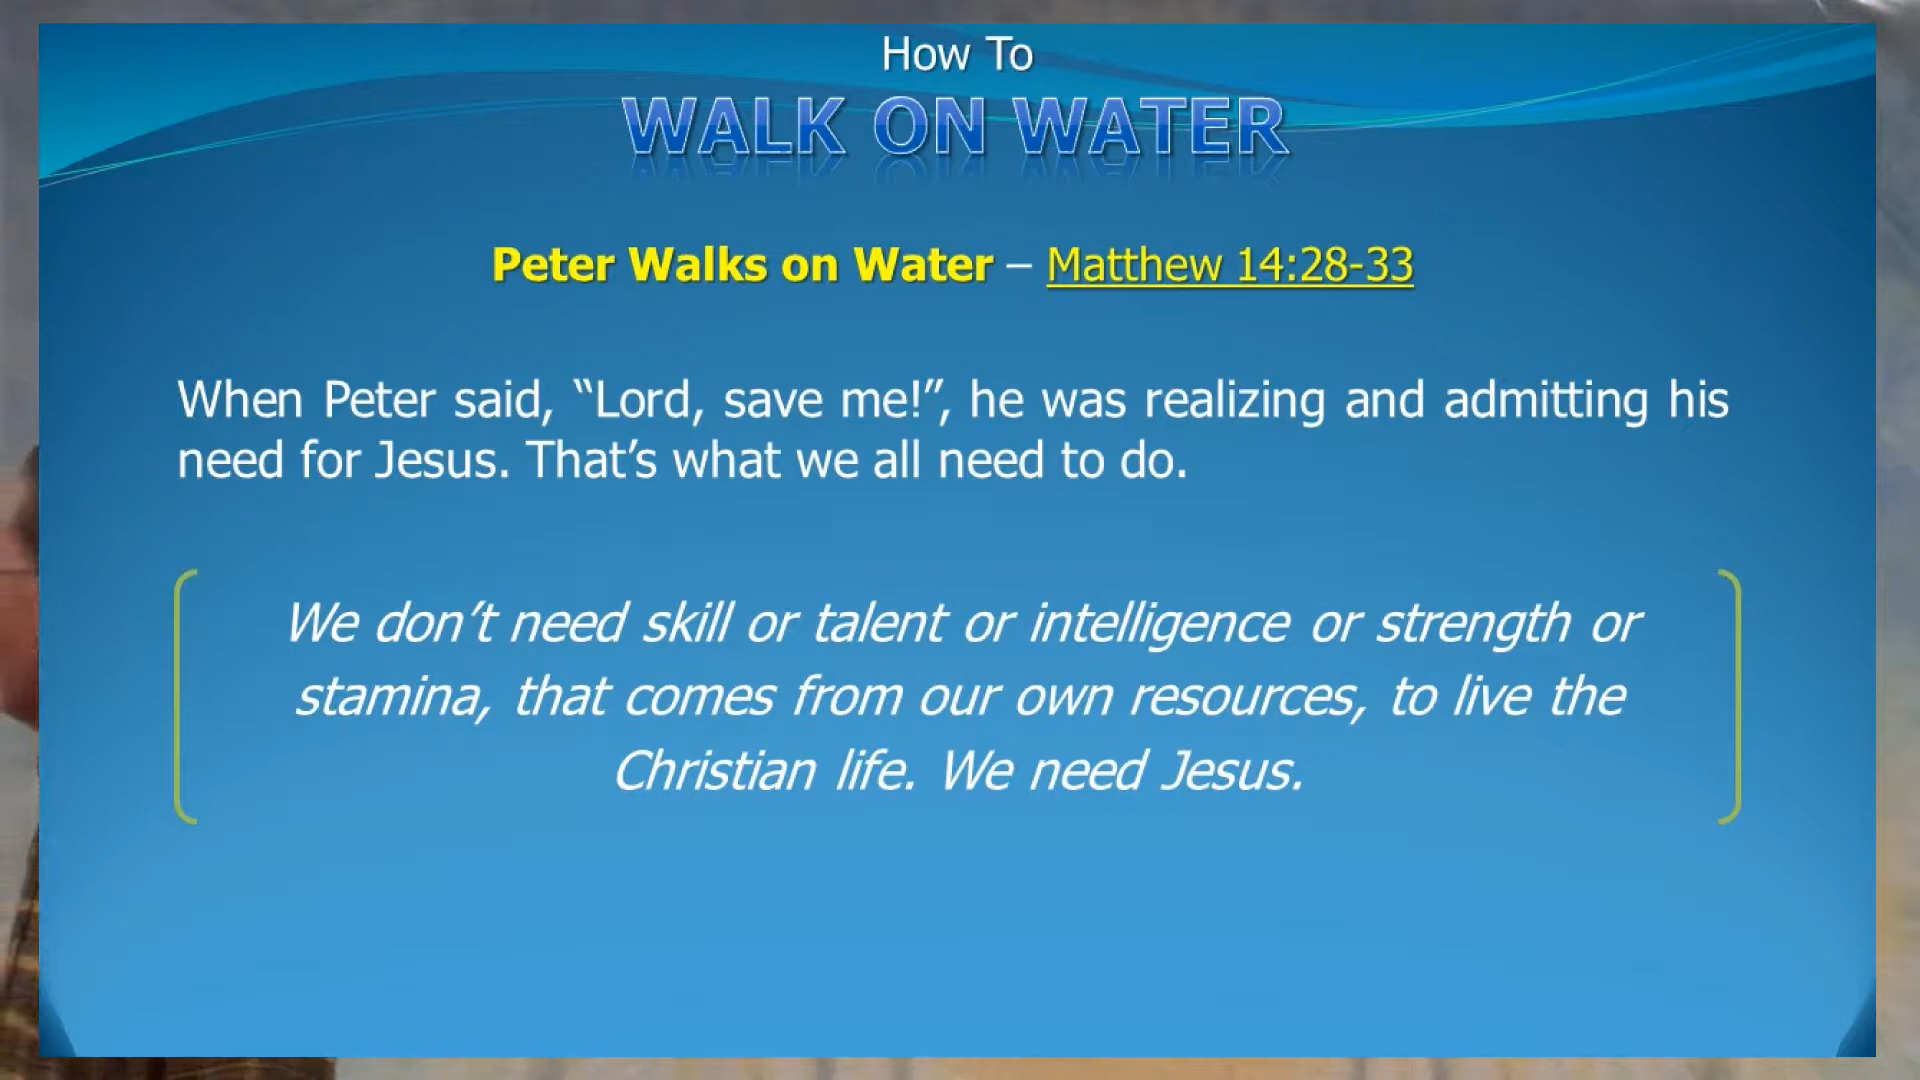 How To
WALK ON WATER
Peter Walks on Water – Matthew 14:28-33
When Peter said, “Lord, save me!”, he was realizing and admitting his
need for Jesus. That’s what we all need to do.
We don’t need skill or talent or intelligence or strength or
stamina, that comes from our own resources, to live the
Christian life. We need Jesus.